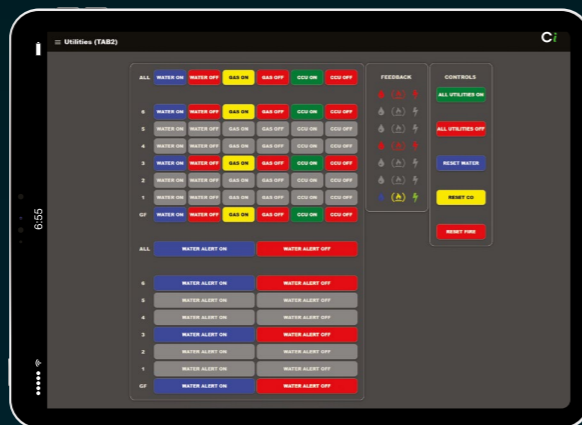 Utilities (TAB2)
Ci
6:55
ALL WATER ON WATER OFF GAS ON GAS OFF CCU ON CCU OFF
6 WATER ON WATER OFF GAS ON GAS OFF CCU ON CCU OFF
5 WATER ON WATER OFF GAS ON GAS OFF CCU ON CCU OFF
4 WATER ON WATER OFF GAS ON GAS OFF CCU ON CCU OFF
3 WATER ON WATER OFF GAS ON GAS OFF CCU ON CCU OFF
2 WATER ON WATER OFF GAS ON GAS OFF CCU ON CCU OFF
1 WATER ON WATER OFF GAS ON GAS OFF CCU ON CCU OFF
GF WATER ON WATER OFF GAS ON GAS OFF CCU ON CCU OFF
ALL WATER ALERT ON WATER ALERT OFF
6 WATER ALERT ON WATER ALERT OFF
5 WATER ALERT ON WATER ALERT OFF
4 WATER ALERT ON WATER ALERT OFF
3 WATER ALERT ON WATER ALERT OFF
2 WATER ALERT ON WATER ALERT OFF
1 WATER ALERT ON WATER ALERT OFF
GF WATER ALERT ON WATER ALERT OFF
FEEDBACK
CONTROLS
ALL UTILITIES ON
ALL UTILITIES OFF
RESET WATER
RESET CO
RESET FIRE